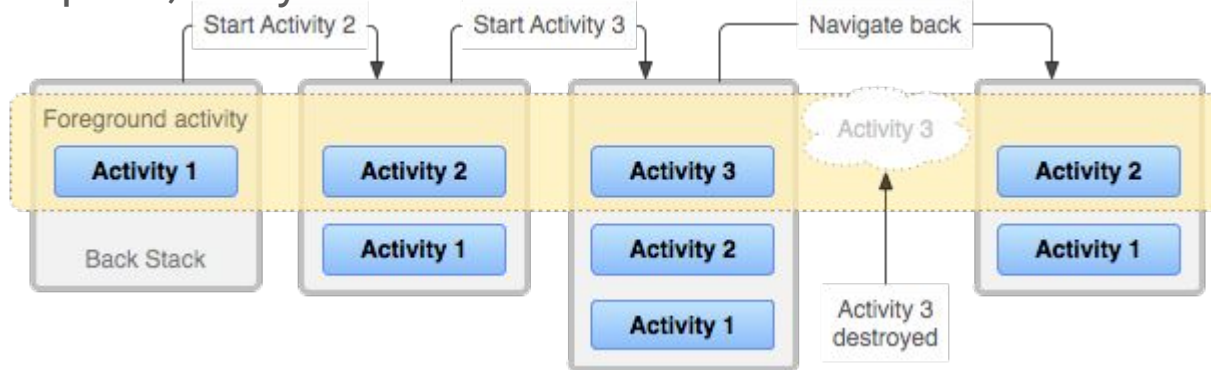 Start Activity 2
Start Activity 3
Navigate back
Foreground activity
Activity 1
Back Stack
Activity 2
Activity 1
Activity 3
Activity 2
Activity 1
Activity 3
Activity 3
destroyed
Activity 2
Activity 1